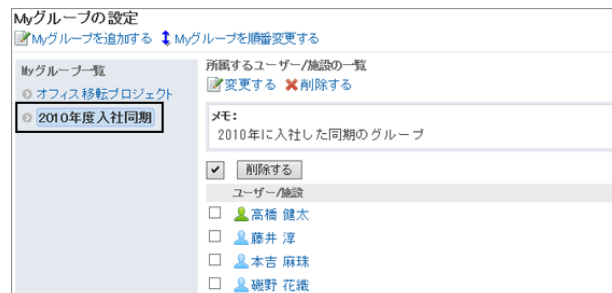 Myグループの設定
Myグループを追加する Myグループを順番変更する
Myグループ一覧
オフィス移転プロジェクト
2010年度入社同期
所属するユーザー/施設の一覧
変更する 削除する
メモ:
2010年に入社した同期のグループ
削除する
ユーザー/施設
高橋 健太
藤井 淳
本吉 麻珠
磯野 花織